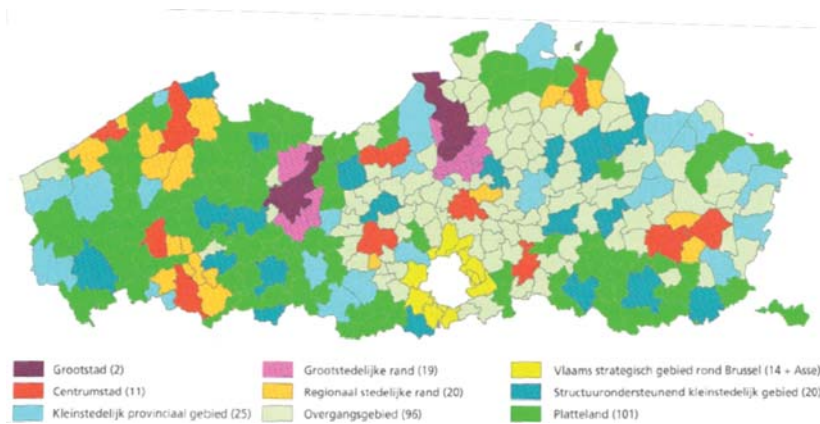 Grootstad (2)
Grootstedelijke rand (19)
Vlaams strategisch gebied rond Brussel (14 + Asse)
Centrumstad (11)
Regionaal stedelijke rand (20)
Structuurondersteunend kleinstedelijk gebied (20)
Kleinstedelijk provinciaal gebied (25)
Overgangsgebied (96)
Platteland (101)